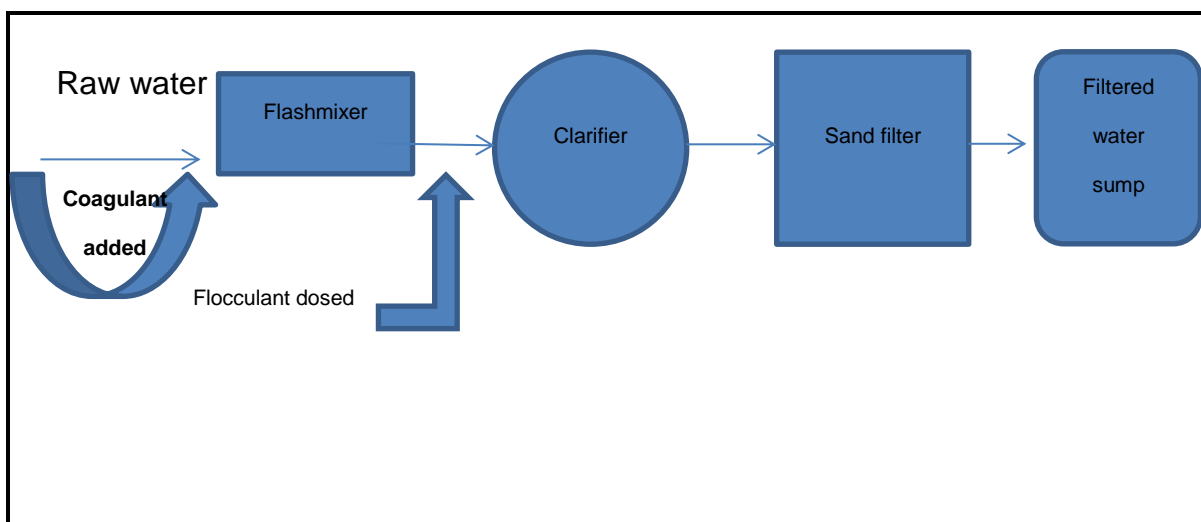 Raw water
Flashmixer
Coagulant
added
Flocculant dosed
Clarifier
Sand filter
Filtered
water
sump